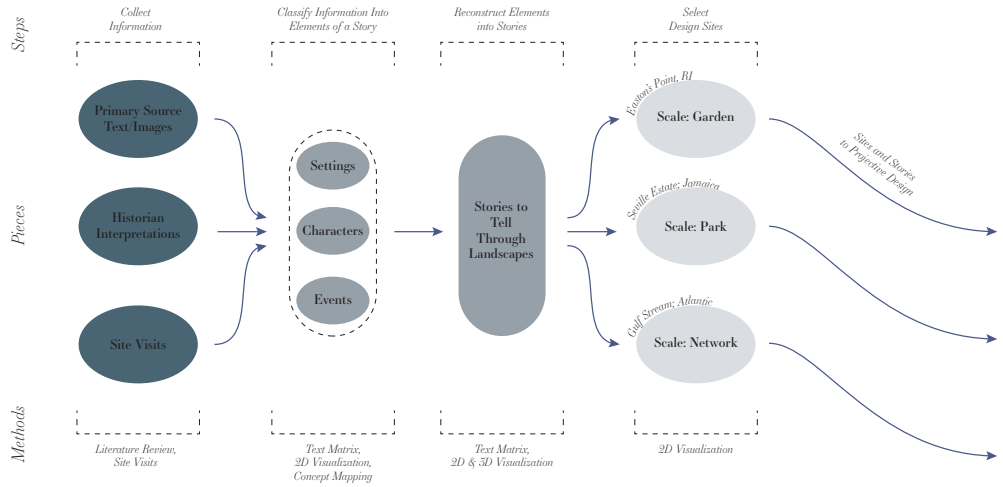 Steps
Collect
Information
Classify Information Into
Elements of a Story
Reconstruct Elements
into Stories
Select
Design Sites
Pieces
Primary Source
Text/Images
Historian
Interpretations
Site Visits
Settings
Characters
Events
Stories to
Tell
Through
Landscapes
Easton's Point, RI
Scale: Garden
Seville Estate; Jamaica
Scale: Park
Gulf Stream; Atlantic
Scale: Network
Sites and Stories
to Projective Design
Methods
Literature Review,
Site Visits
Text Matrix,
2D Visualization,
Concept Mapping
Text Matrix,
2D & 3D Visualization
2D Visualization